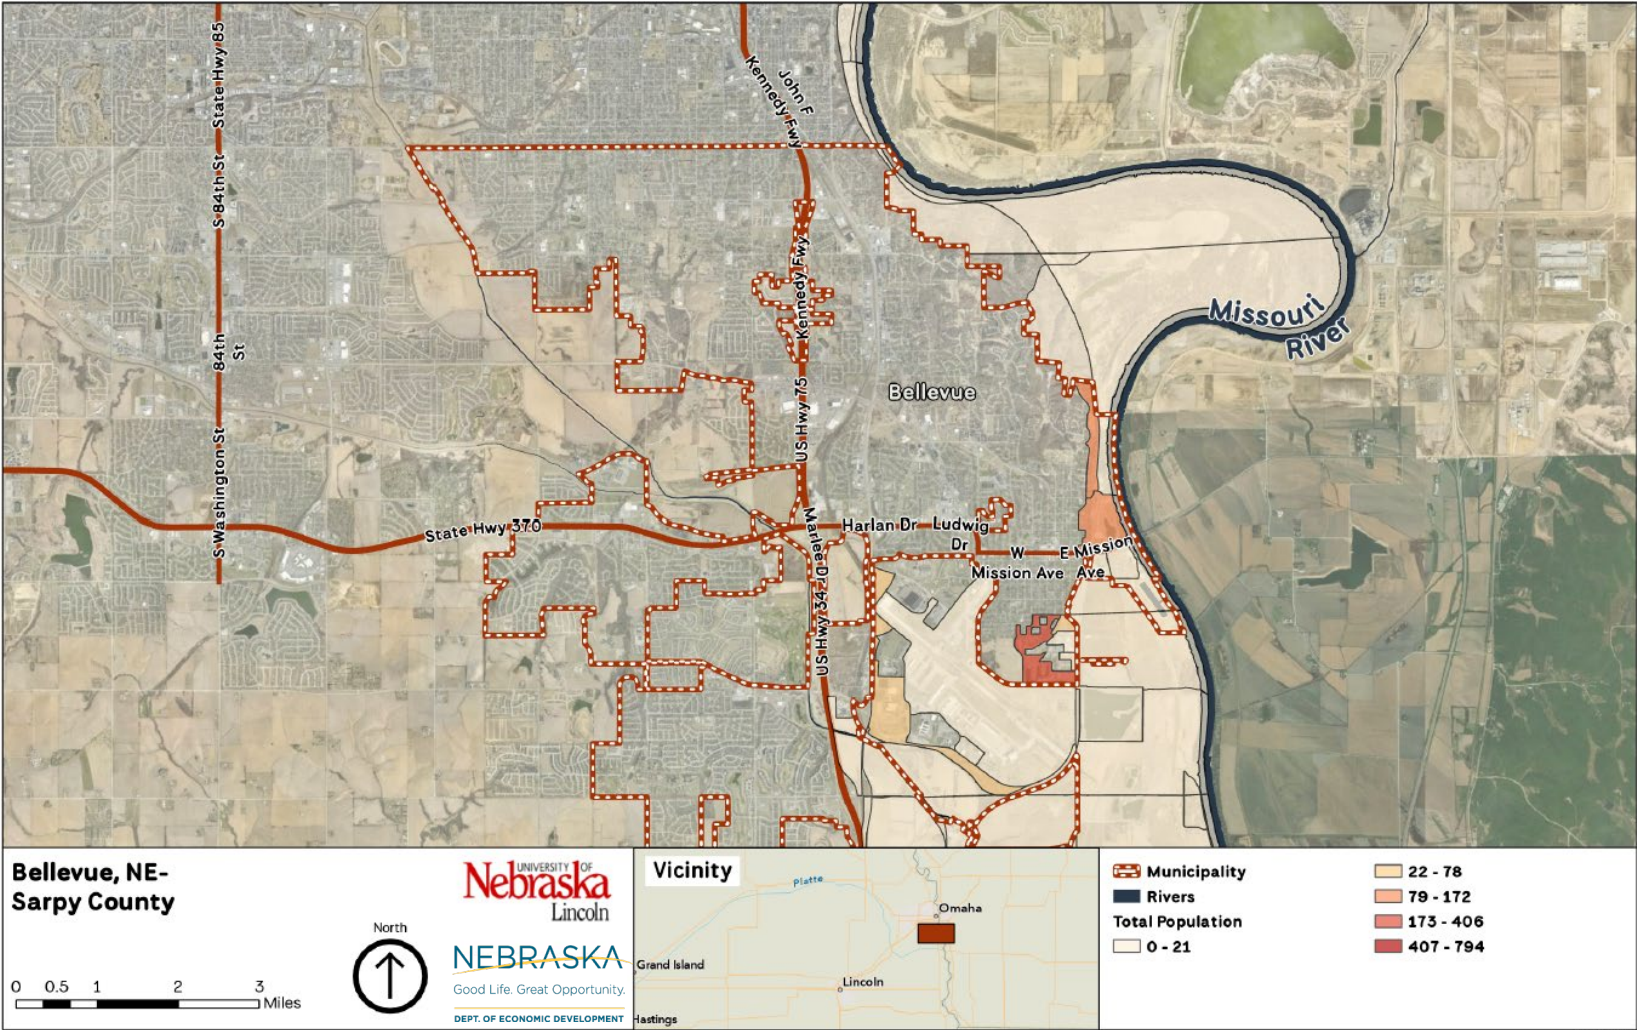 State Hwy 85
S 84th St
84th
St
S Washington St
John F
Kennedy Fwy
Kennedy Fwy
US Hwy 75
Missouri
River
Bellevue
State Hwy 370
Marlee Dr
Harlan Dr
Ludwig
Dr
W
Mission Ave
E Mission
Ave
US Hwy 34
Bellevue, NE-
Sarpy County
0 0.5 1 2 3
Miles
North
UNIVERSITY OF
Nebraska
Lincoln
NEBRASKA
Good Life. Great Opportunity.
DEPT. OF ECONOMIC DEVELOPMENT
Vicinity
Platte
Omaha
Grand Island
Lincoln
Hastings
Municipality
Rivers
Total Population
0 - 21
22 - 78
79 - 172
173 - 406
407 - 794